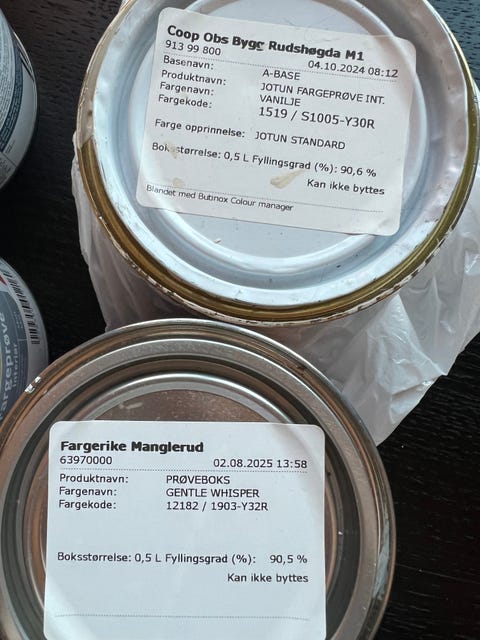 Coop Obs Bygg Rudshøgda M1
913 99 800 04.10.2024 08:12
Basenavn: A-BASE
Produktnavn: JOTUN FARGEPRØVE INT.
Fargenavn: VANILJE
Fargekode: 1519 / S1005-Y30R
Farge opprinnelse: JOTUN STANDARD
Boksstørrelse: 0,5 L Fyllingsgrad (%): 90,6 %
Kan ikke byttes
Blandet med Butinox Colour manager
Fargeprøve
Interiør
Fargerike Manglerud
63970000 02.08.2025 13:58
Produktnavn: PRØVEBOKS
Fargenavn: GENTLE WHISPER
Fargekode: 12182 / 1903-Y32R
Boksstørrelse: 0,5 L Fyllingsgrad (%): 90,5 %
Kan ikke byttes